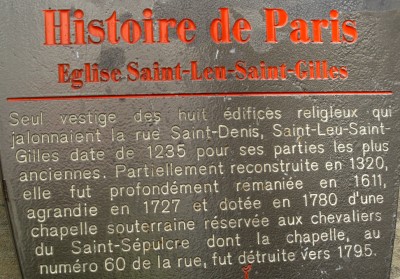 Histoire de Paris
Eglise Saint-Leu-Saint-Gilles
Seul vestige des huit édifices religieux qui
jalonnaient la rue Saint-Denis, Saint-Leu-Saint-
Gilles date de 1235 pour ses parties les plus
anciennes. Partiellement reconstruite en 1320,
elle fut profondément remaniée en 1611,
agrandie en 1727 et dotée en 1780 d'une
chapelle souterraine réservée aux chevaliers
du Saint-Sépulcre dont la chapelle, au
numéro 60 de la rue, fut détruite vers 1795.